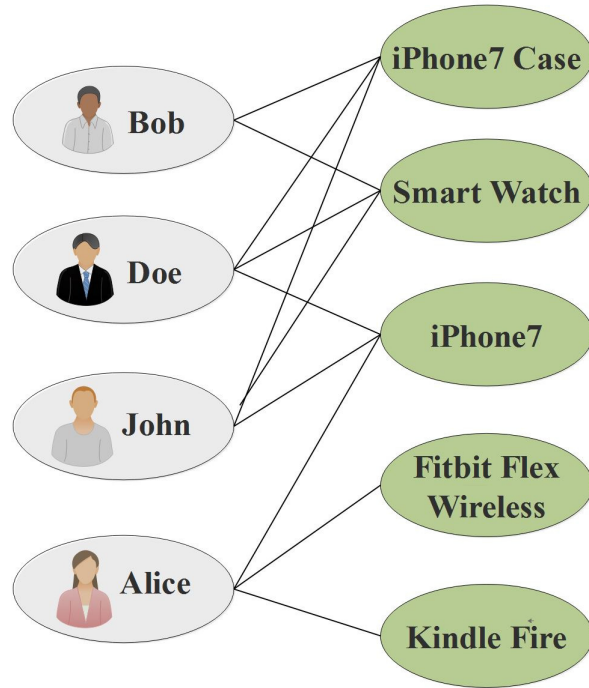 Bob
Doe
John
Alice
iPhone7 Case
Smart Watch
iPhone7
Fitbit Flex
Wireless
Kindle Fire